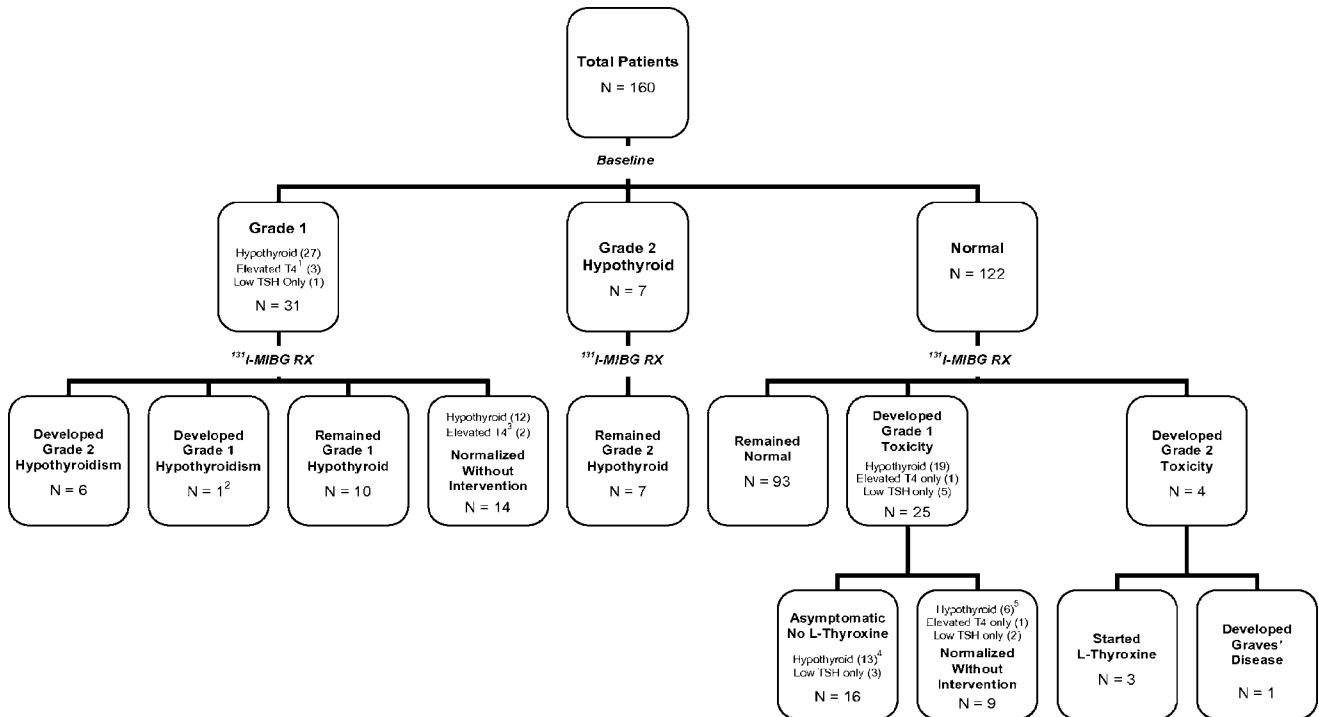 Total Patients
N = 160
Baseline
Grade 1
Hypothyroid (27)
Elevated T4¹ (3)
Low TSH Only (1)
N = 31
Grade 2
Hypothyroid
N = 7
Normal
N = 122
¹³¹I-MIBG RX
¹³¹I-MIBG RX
¹³¹I-MIBG RX
Developed
Grade 2
Hypothyroidism
N = 6
Developed
Grade 1
Hypothyroidism
N = 1²
Remained
Grade 1
Hypothyroid
N = 10
Hypothyroid (12)
Elevated T4³ (2)
Normalized
Without
Intervention
N = 14
Remained
Grade 2
Hypothyroid
N = 7
Remained
Normal
N = 93
Developed
Grade 1
Toxicity
Hypothyroid (19)
Elevated T4 only (1)
Low TSH only (5)
N = 25
Developed
Grade 2
Toxicity
N = 4
Asymptomatic
No L-Thyroxine
Hypothyroid (13)⁴
Low TSH only (3)
N = 16
Hypothyroid (6)⁵
Elevated T4 only (1)
Low TSH only (2)
Normalized
Without
Intervention
N = 9
Started
L-Thyroxine
N = 3
Developed
Graves'
Disease
N = 1